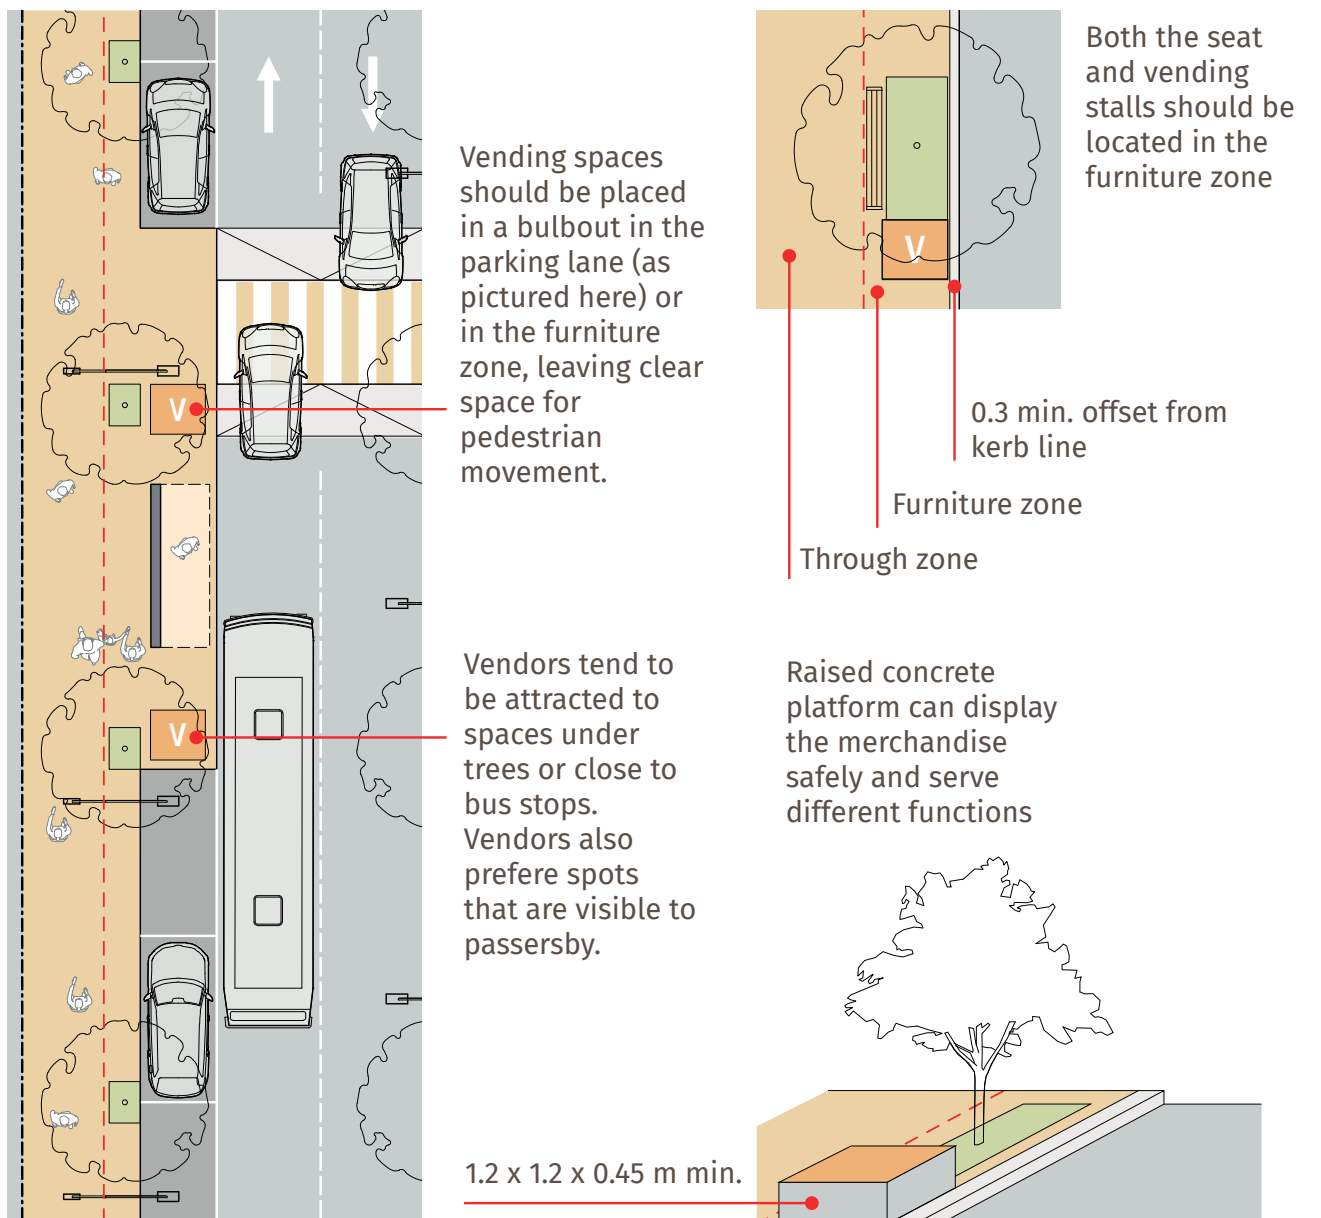 Vending spaces
should be placed
in a bulbout in the
parking lane (as
pictured here) or
in the furniture
zone, leaving clear
space for
pedestrian
movement.
V
Vendors tend to
be attracted to
spaces under
trees or close to
bus stops.
Vendors also
prefere spots
that are visible to
passersby.
V
Both the seat
and vending
stalls should be
located in the
furniture zone
V
0.3 min. offset from
kerb line
Furniture zone
Through zone
Raised concrete
platform can display
the merchandise
safely and serve
different functions
1.2 x 1.2 x 0.45 m min.